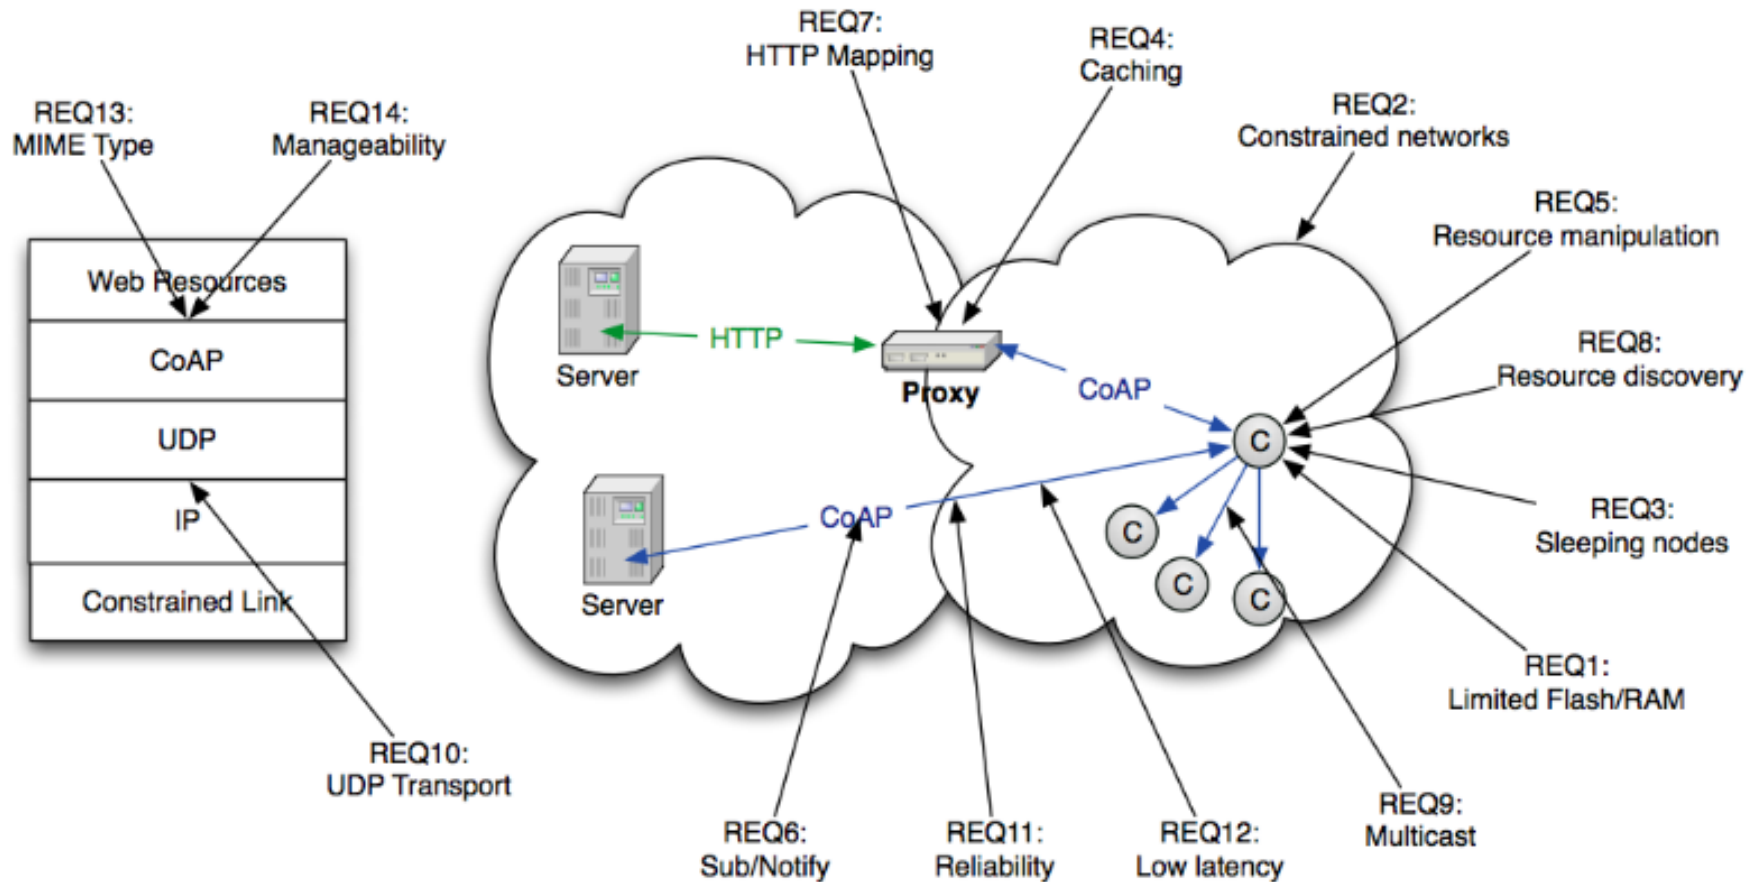 REQ7:
HTTP Mapping
REQ4:
Caching
REQ13:
MIME Type
REQ14:
Manageability
REQ2:
Constrained networks
REQ5:
Resource manipulation
Web Resources
CoAP
UDP
IP
Constrained Link
HTTP
Server
Proxy
CoAP
REQ8:
Resource discovery
C
CoAP
Server
C
C
C
REQ3:
Sleeping nodes
REQ1:
Limited Flash/RAM
REQ10:
UDP Transport
REQ6:
Sub/Notify
REQ11:
Reliability
REQ12:
Low latency
REQ9:
Multicast